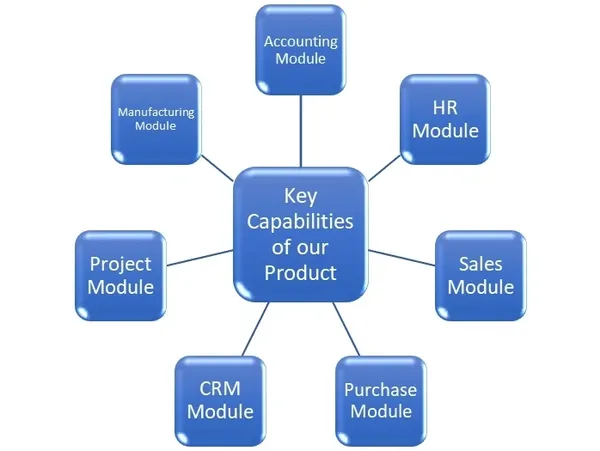 Accounting
Module
HR
Module
Sales
Module
Purchase
Module
CRM
Module
Project
Module
Manufacturing
Module
Key
Capabilities
of our
Product